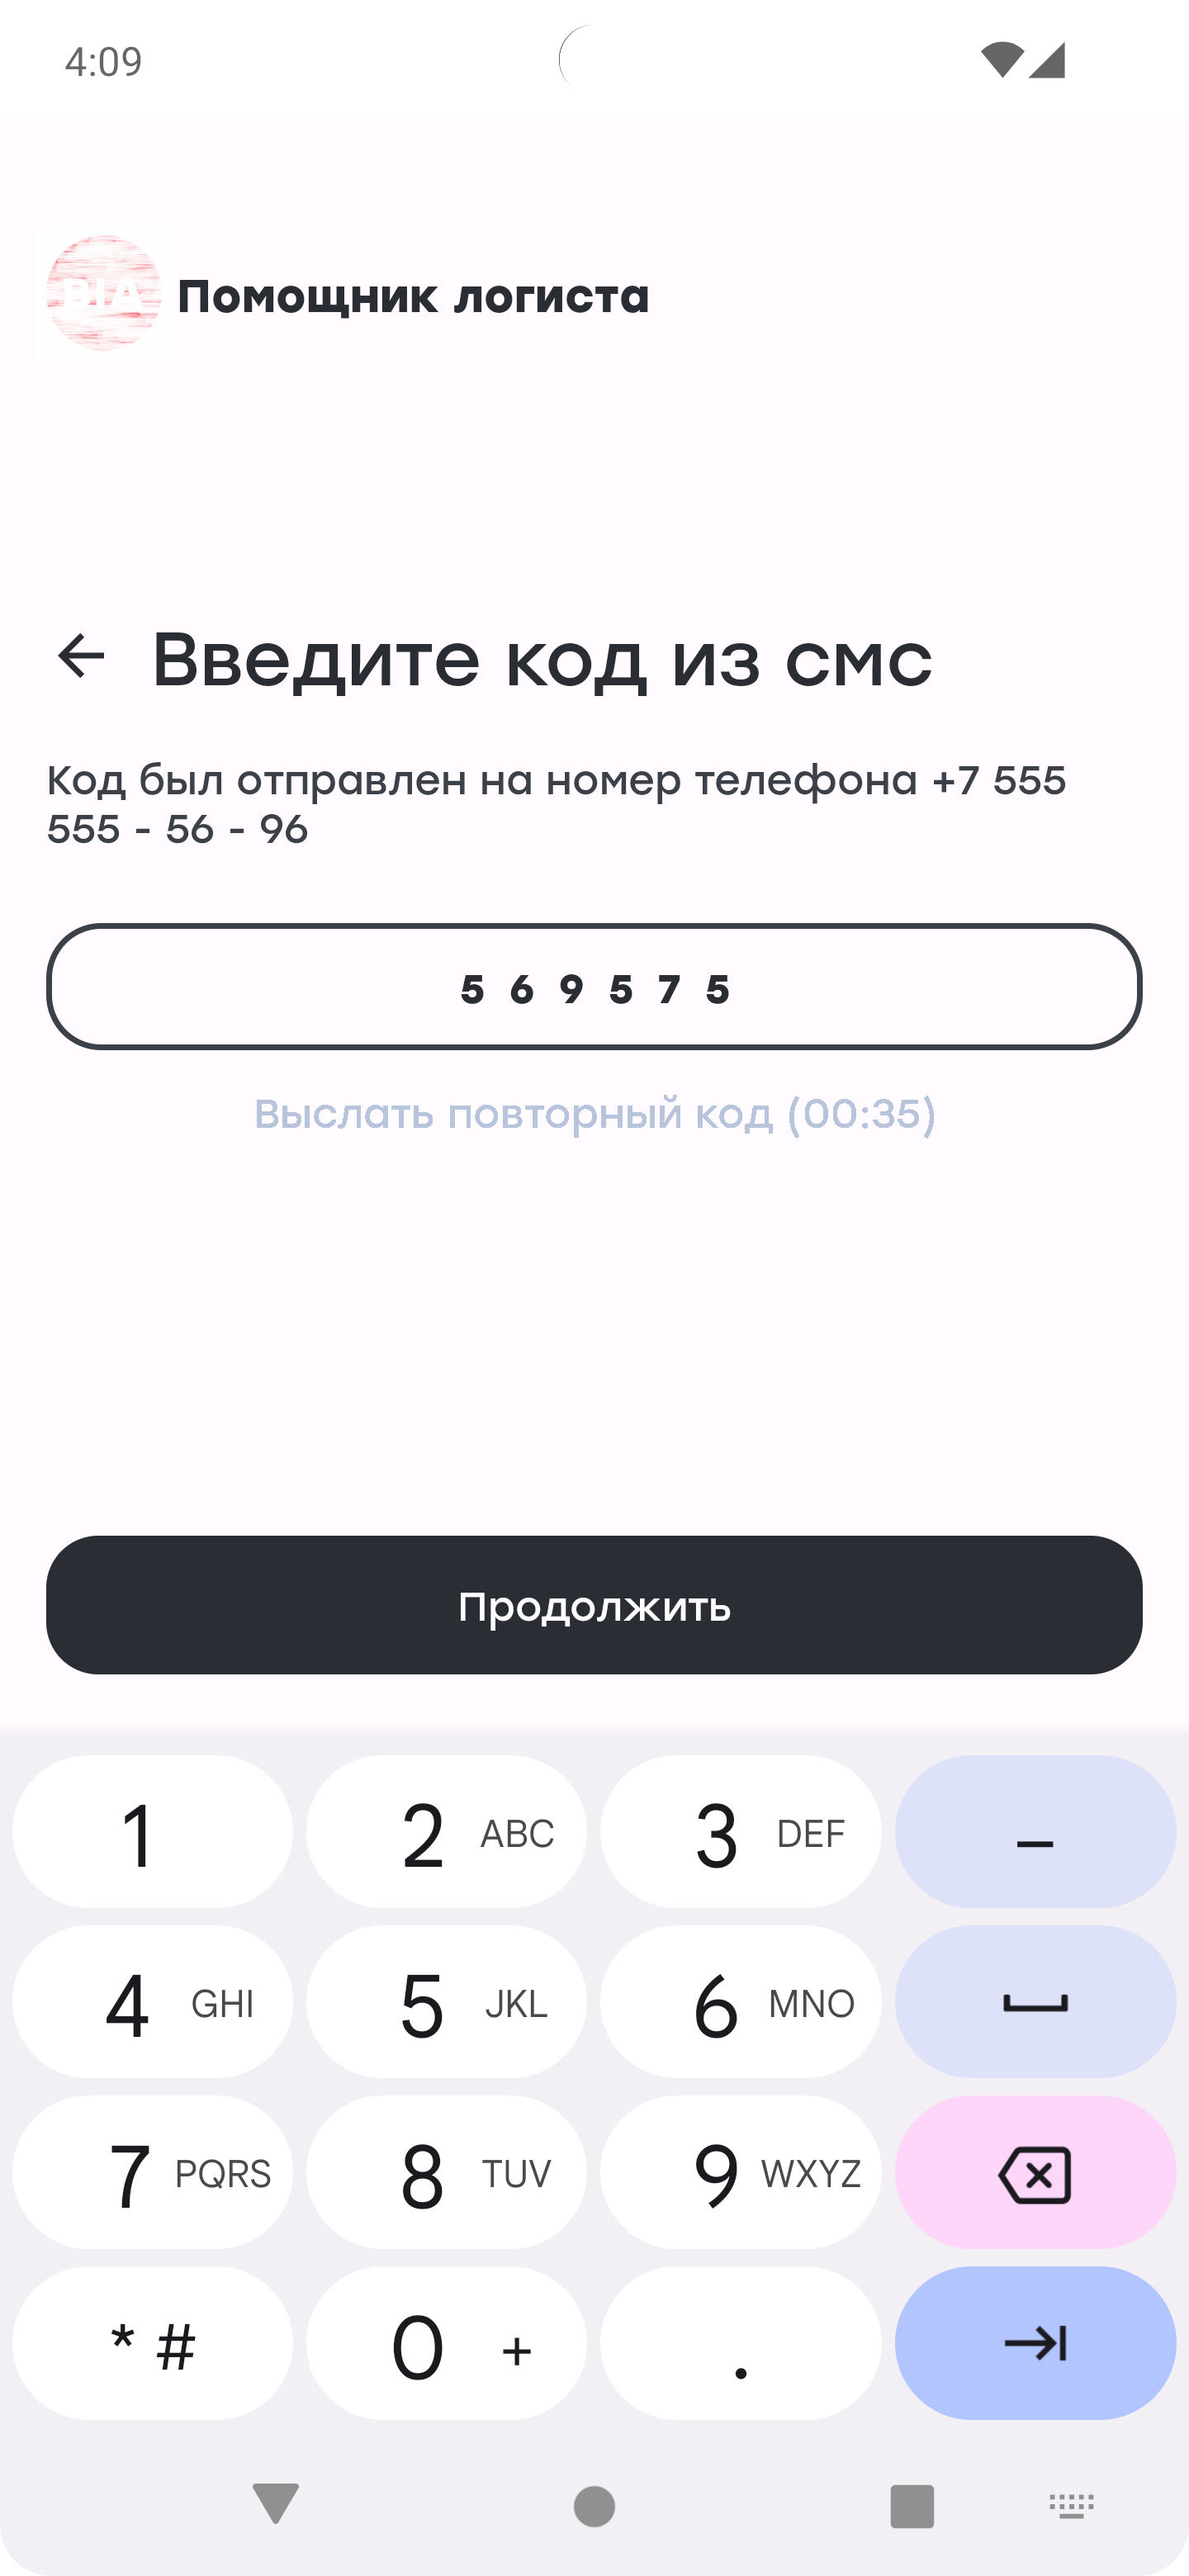 4:09
BIA
Помощник логиста
Введите код из смс
Код был отправлен на номер телефона +7 555
555 - 56 - 96
5 6 9 5 7 5
Выслать повторный код (00:35)
Продолжить
1
2 ABC
3 DEF
–
4 GHI
5 JKL
6 MNO
7 PQRS
8 TUV
9 WXYZ
* #
0 +
.